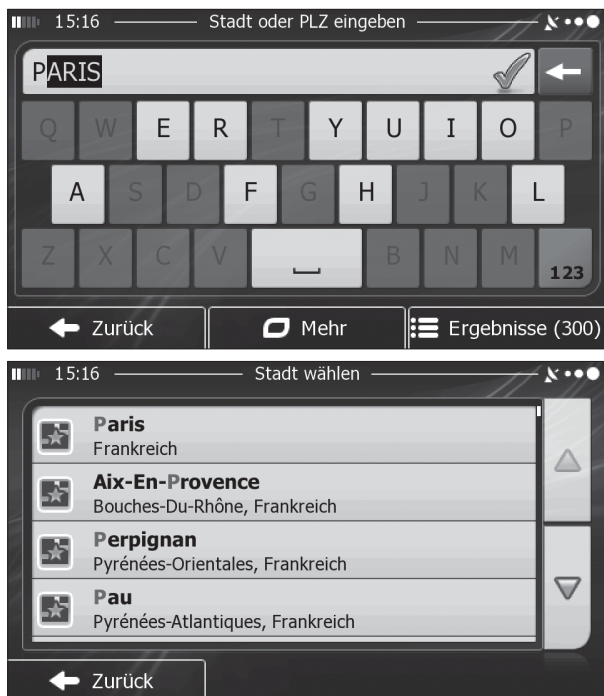 15:16 Stadt oder PLZ eingeben
PARIS
Q W E R T Y U I O P
A S D F G H J K L
Z X C V B N M 123
Zurück Mehr Ergebnisse (300)
15:16 Stadt wählen
Paris
Frankreich
Aix-En-Provence
Bouches-Du-Rhône, Frankreich
Perpignan
Pyrénées-Orientales, Frankreich
Pau
Pyrénées-Atlantiques, Frankreich
Zurück